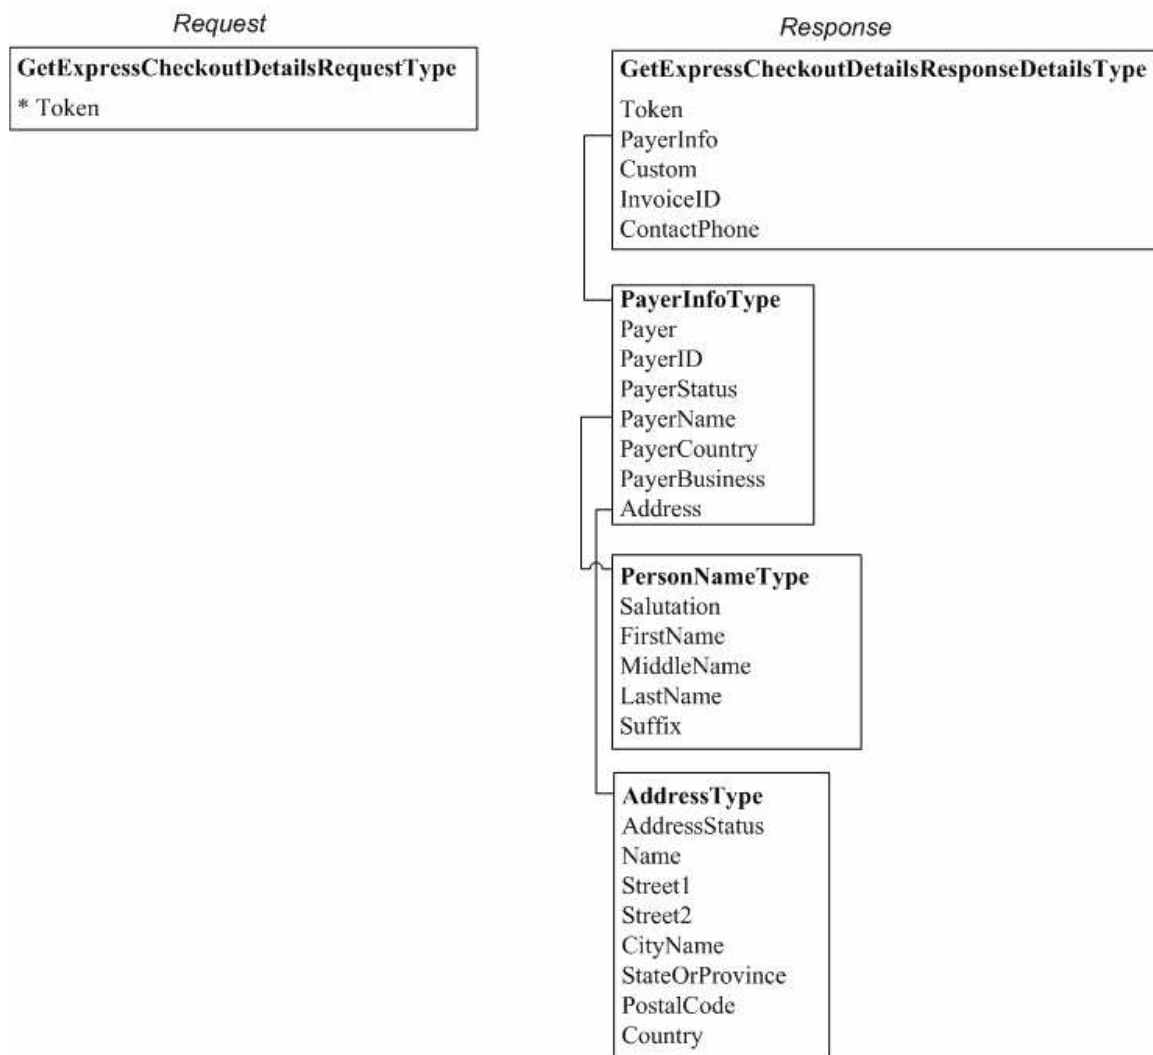 Request
GetExpressCheckoutDetailsRequestType
* Token
Response
GetExpressCheckoutDetailsResponseDetailsType
Token
PayerInfo
Custom
InvoiceID
ContactPhone
PayerInfoType
Payer
PayerID
PayerStatus
PayerName
PayerCountry
PayerBusiness
Address
PersonNameType
Salutation
FirstName
MiddleName
LastName
Suffix
AddressType
AddressStatus
Name
Street1
Street2
CityName
StateOrProvince
PostalCode
Country